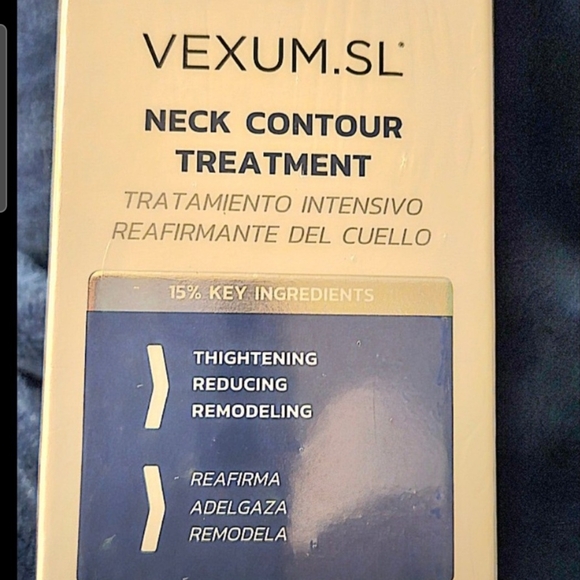 VEXUM.SL®
NECK CONTOUR
TREATMENT
TRATAMIENTO INTENSIVO
REAFIRMANTE DEL CUELLO
15% KEY INGREDIENTS
THIGHTENING
REDUCING
REMODELING
REAFIRMA
ADELGAZA
REMODELA